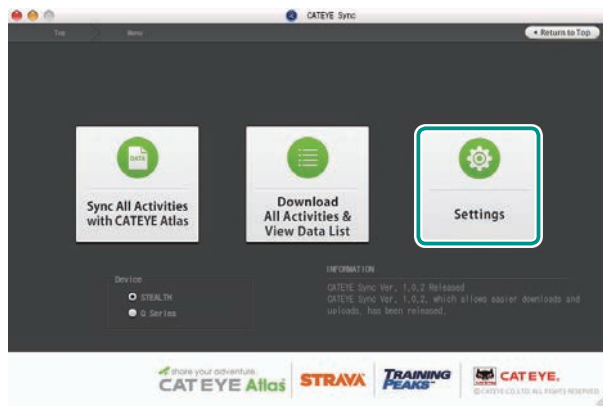 CATEYE Sync
Top Menu
Return to Top
DATA
Sync All Activities
with CATEYE Atlas
Download
All Activities &
View Data List
Settings
Device
STEALTH
Q Series
INFORMATION
CATEYE Sync Ver. 1.0.2 Released
CATEYE Sync Ver. 1.0.2, which allows easier downloads and
uploads, has been released.
share your adventure.
CATEYE Atlas
STRAVA
TRAINING
PEAKS
CATEYE.
©CATEYE CO.,LTD. ALL RIGHTS RESERVED.